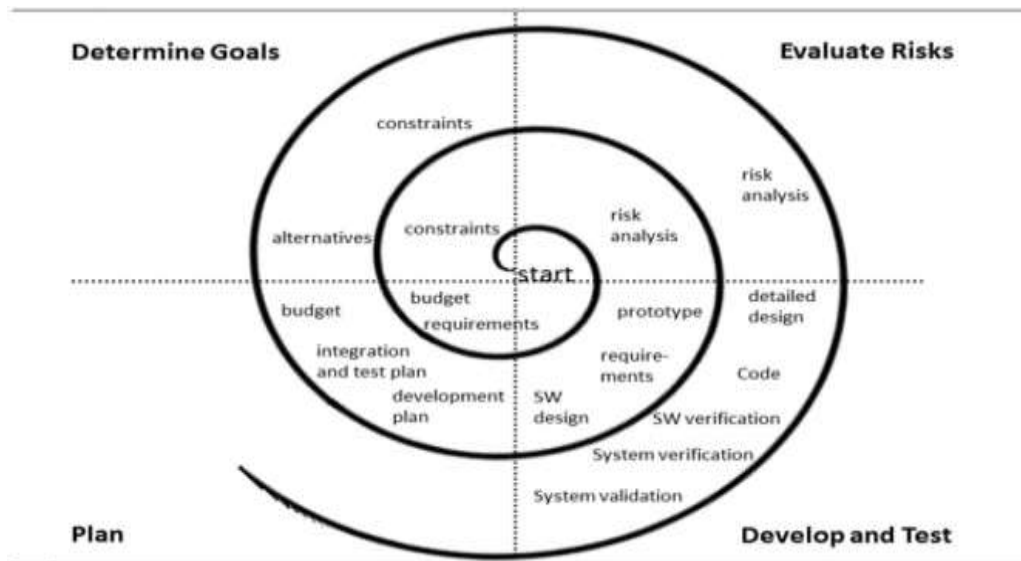 Determine Goals
Evaluate Risks
constraints
risk
analysis
constraints
risk
analysis
alternatives
start
budget
budget
requirements
prototype
detailed
design
integration
and test plan
require-
ments
Code
development
plan
SW
design
SW verification
System verification
System validation
Plan
Develop and Test